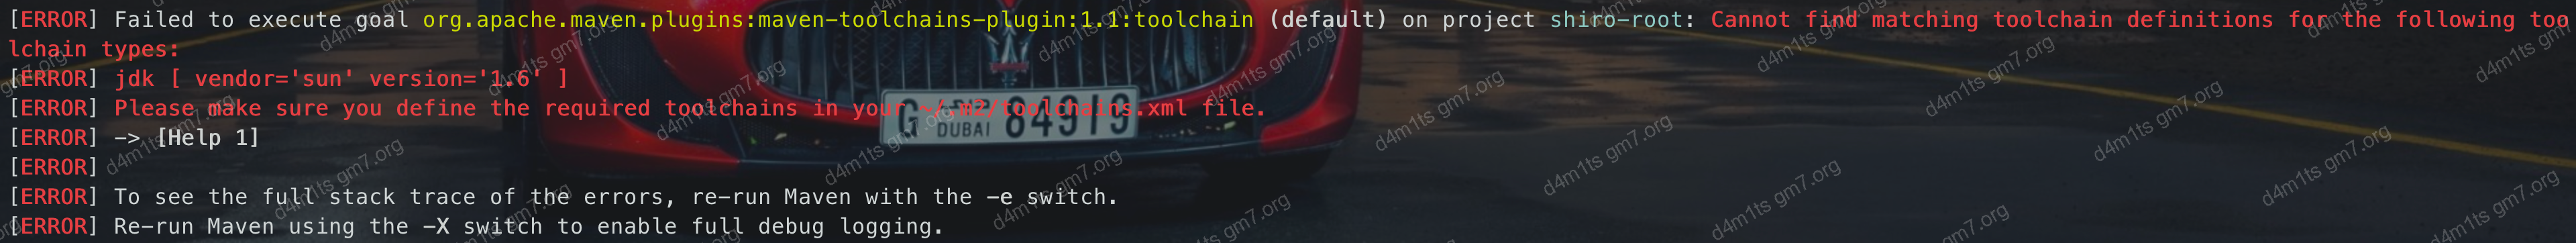 [ERROR] Failed to execute goal org.apache.maven.plugins:maven-toolchains-plugin:1.1:toolchain (default) on project shiro-root: Cannot find matching toolchain definitions for the following too
lchain types:
[ERROR] jdk [ vendor='sun' version='1.6' ]
[ERROR] Please make sure you define the required toolchains in your ~/.m2/toolchains.xml file.
[ERROR] -> [Help 1]
[ERROR]
[ERROR] To see the full stack trace of the errors, re-run Maven with the -e switch.
[ERROR] Re-run Maven using the -X switch to enable full debug logging.
G DUBAI 84919
d4m1ts gm7.org